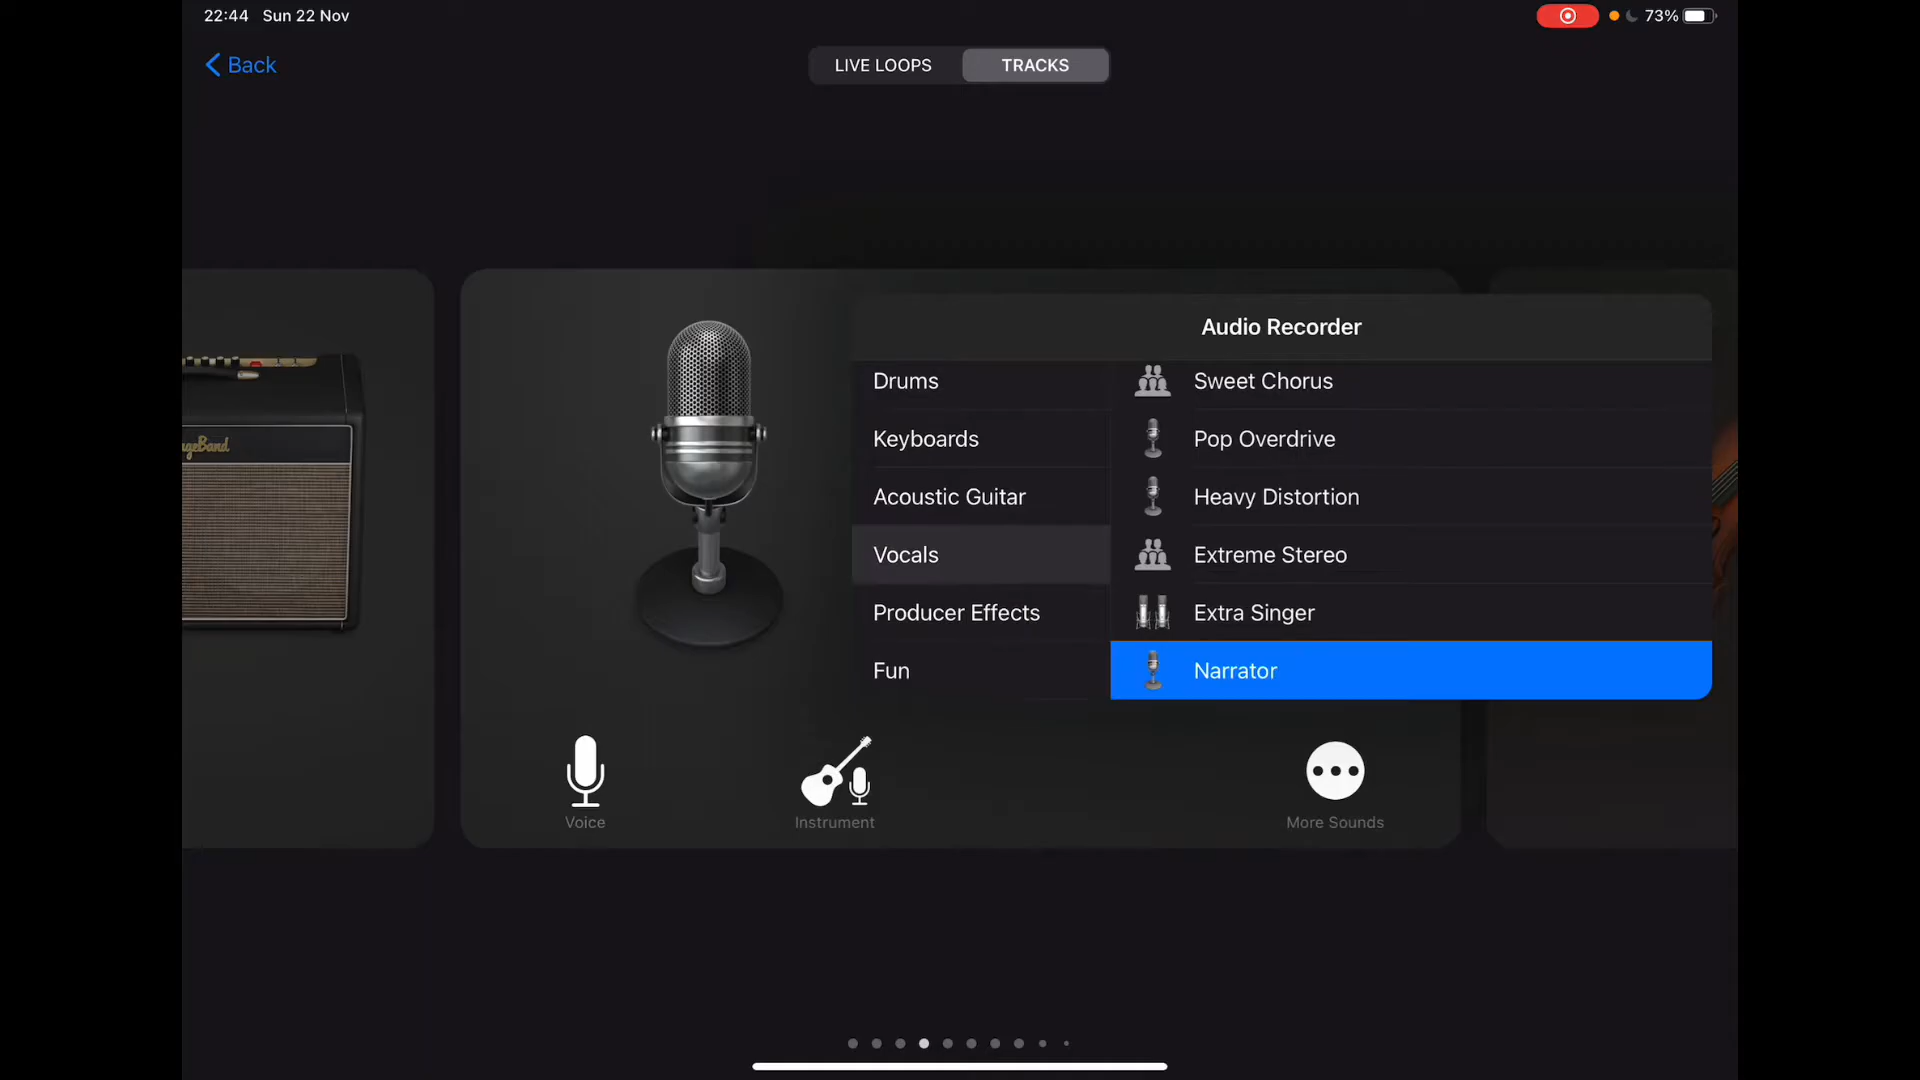 22:44 Sun 22 Nov
73%
Back
LIVE LOOPS
TRACKS
Audio Recorder
Drums
Keyboards
Acoustic Guitar
Vocals
Producer Effects
Fun
Sweet Chorus
Pop Overdrive
Heavy Distortion
Extreme Stereo
Extra Singer
Narrator
ageBand
Voice
Instrument
More Sounds